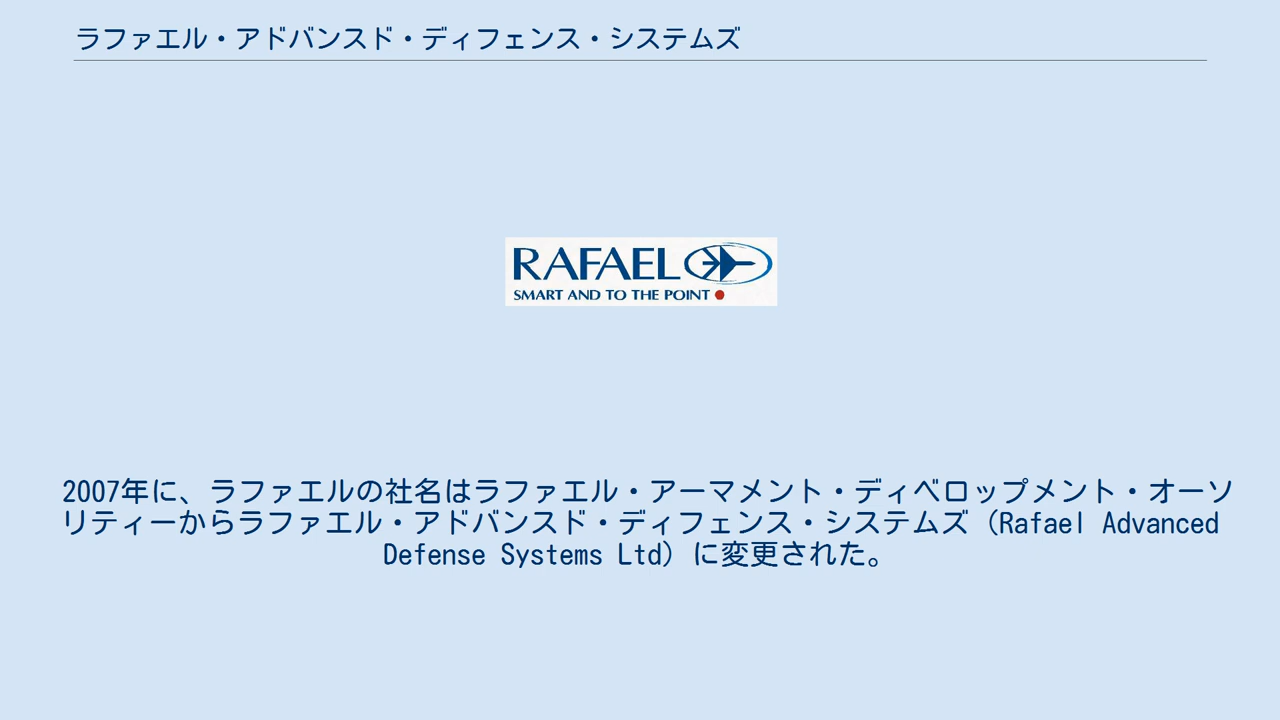 ラファエル・アドバンスド・ディフェンス・システムズ
RAFAEL
SMART AND TO THE POINT
2007年に、ラファエルの社名はラファエル・アーマメント・ディベロップメント・オーソ
リティーからラファエル・アドバンスド・ディフェンス・システムズ（Rafael Advanced
Defense Systems Ltd）に変更された。